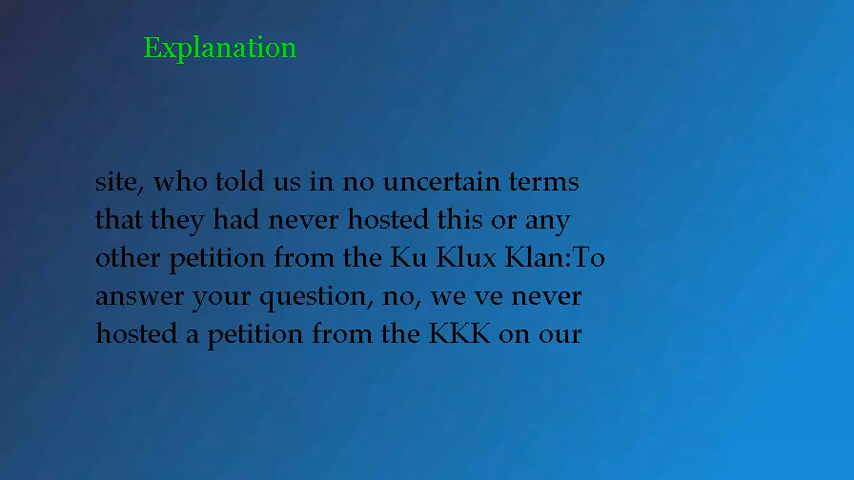 Explanation
site, who told us in no uncertain terms
that they had never hosted this or any
other petition from the Ku Klux Klan:To
answer your question, no, we ve never
hosted a petition from the KKK on our